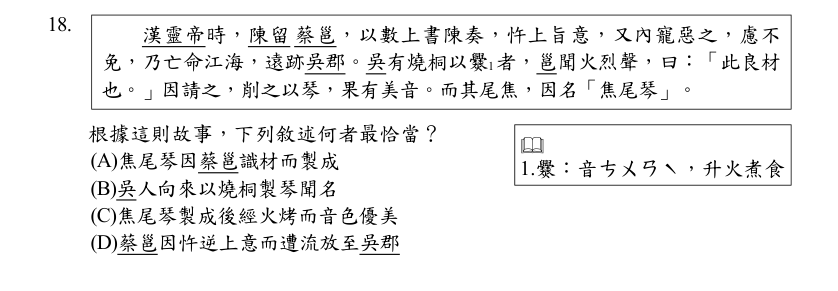 18.
漢靈帝時，陳留蔡邕，以數上書陳奏，忤上旨意，又內寵惡之，慮不
免，乃亡命江海，遠跡吳郡。吳有燒桐以爨1者，邕聞火烈聲，曰：「此良材
也。」因請之，削之以琴，果有美音。而其尾焦，因名「焦尾琴」。
根據這則故事，下列敘述何者最恰當？
(A)焦尾琴因蔡邕識材而製成
(B)吳人向來以燒桐製琴聞名
(C)焦尾琴製成後經火烤而音色優美
(D)蔡邕因忤逆上意而遭流放至吳郡
1.爨：音ㄘㄨㄢˋ，升火煮食